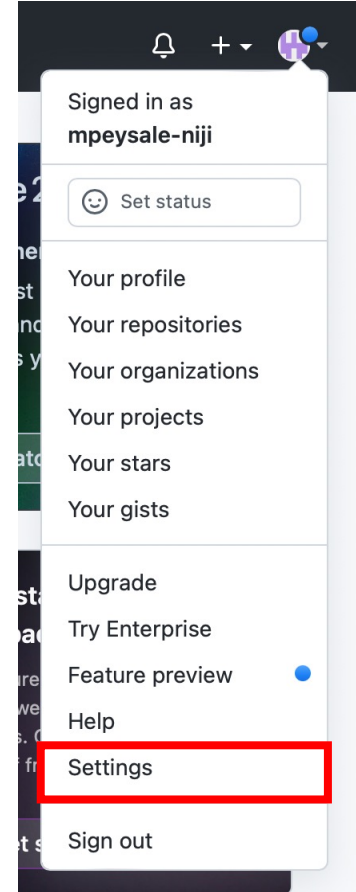 Signed in as
mpeysale-niji
Set status
Your profile
Your repositories
Your organizations
Your projects
Your stars
Your gists
Upgrade
Try Enterprise
Feature preview
Help
Settings
Sign out